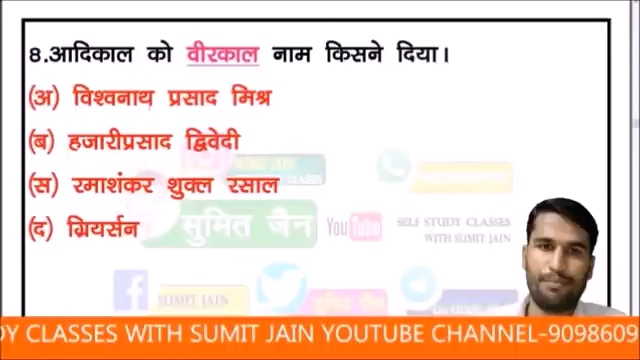 ४.आदिकाल को वीरकाल नाम किसने दिया।
(अ) विश्वनाथ प्रसाद मिश्र
(ब) हजारीप्रसाद द्विवेदी
(स) रमाशंकर शुक्ल रसाल
(द) ग्रियर्सन
सुमित जैन
YouTube
SELF STUDY CLASSES
WITH SUMIT JAIN
SUMIT JAIN
सुमित जैन
DY CLASSES WITH SUMIT JAIN YOUTUBE CHANNEL-9098609